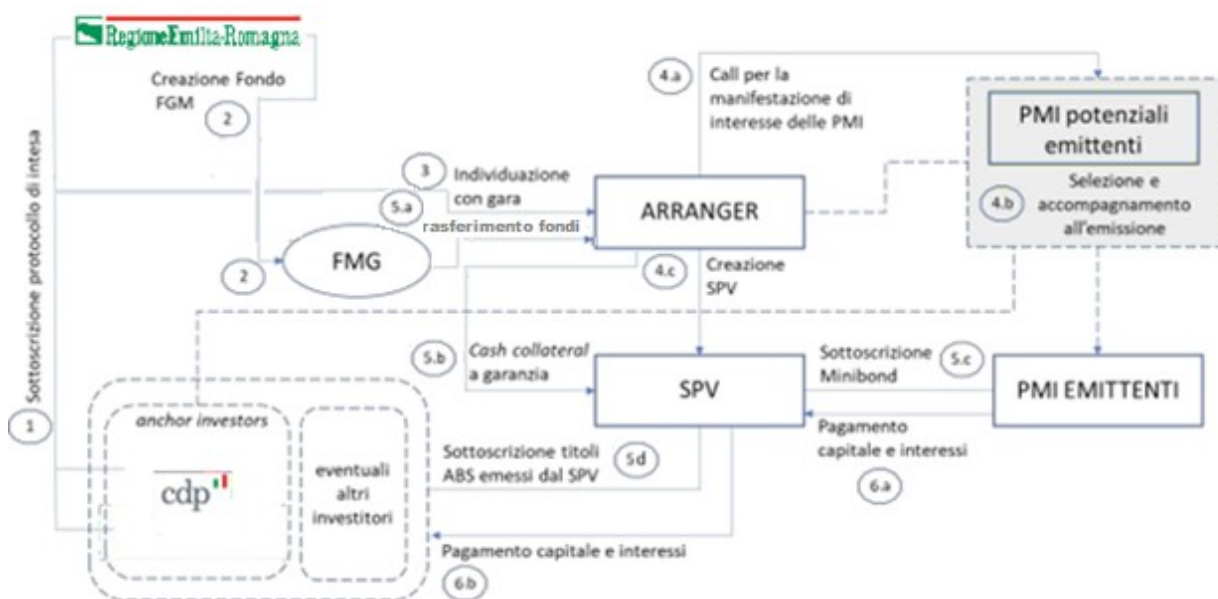 RegioneEmilia-Romagna
Creazione Fondo
FGM
2
Sottoscrizione protocollo di intesa
1
3
Individuazione
con gara
5.a
rasferimento fondi
2
FMG
ARRANGER
4.a
Call per la
manifestazione di
interesse delle PMI
PMI potenziali
emittenti
4.b
Selezione e
accompagnamento
all'emissione
4.c
Creazione
SPV
5.b
Cash collateral
a garanzia
SPV
Sottoscrizione
Minibond
5.c
PMI EMITTENTI
Pagamento
capitale e interessi
6.a
anchor investors
cdp
eventuali
altri
investitori
Sottoscrizione titoli
ABS emessi dal SPV
5d
Pagamento capitale e interessi
6.b